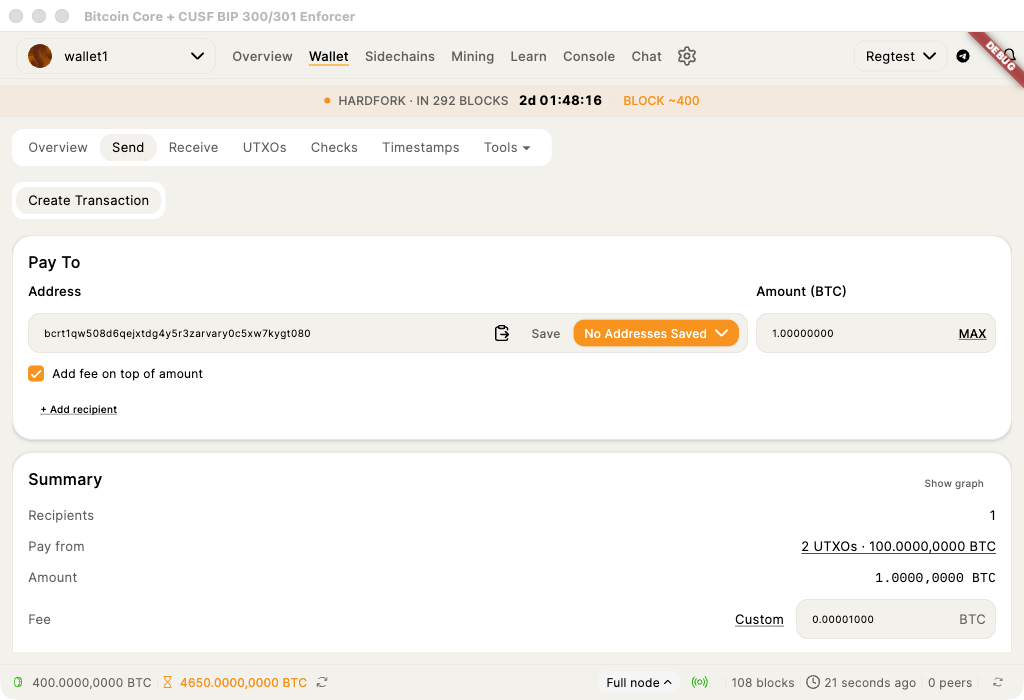 Bitcoin Core + CUSF BIP 300/301 Enforcer
wallet1 Overview Wallet Sidechains Mining Learn Console Chat Regtest
DEBUG
HARDFORK · IN 292 BLOCKS 2d 01:48:16 BLOCK ~400
Overview Send Receive UTXOs Checks Timestamps Tools
Create Transaction
Pay To
Address Amount (BTC)
bcrt1qw508d6qejxtdg4y5r3zarvary0c5xw7kygt080 Save No Addresses Saved 1.00000000 MAX
Add fee on top of amount
+ Add recipient
Summary Show graph
Recipients 1
Pay from 2 UTXOs · 100.0000,0000 BTC
Amount 1.0000,0000 BTC
Fee Custom 0.00001000 BTC
400.0000,0000 BTC 4650.0000,0000 BTC Full node 108 blocks 21 seconds ago 0 peers